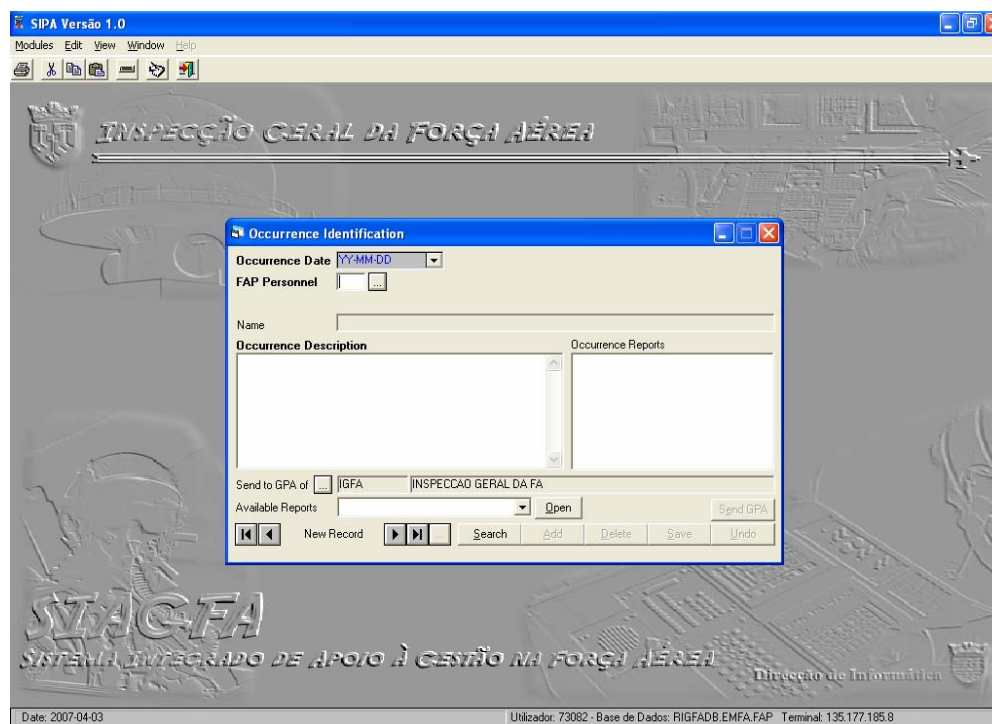 SIPA Versão 1.0
Modules Edit View Window Help
INSPECÇÃO GERAL DA FORÇA AÉREA
Occurrence Identification
Occurrence Date YY-MM-DD
FAP Personnel ...
Name
Occurrence Description Occurrence Reports
Send to GPA of ... IGFA INSPECCAO GERAL DA FA
Available Reports Open Send GPA
New Record ... Search Add Delete Save Undo
SIAGFA
SISTEMA INTEGRADO DE APOIO À GESTÃO NA FORÇA AÉREA
Direcção de Informática
Date: 2007-04-03 Utilizador: 73082 - Base de Dados: RIGFADB.EMFA.FAP Terminal: 135.177.185.8